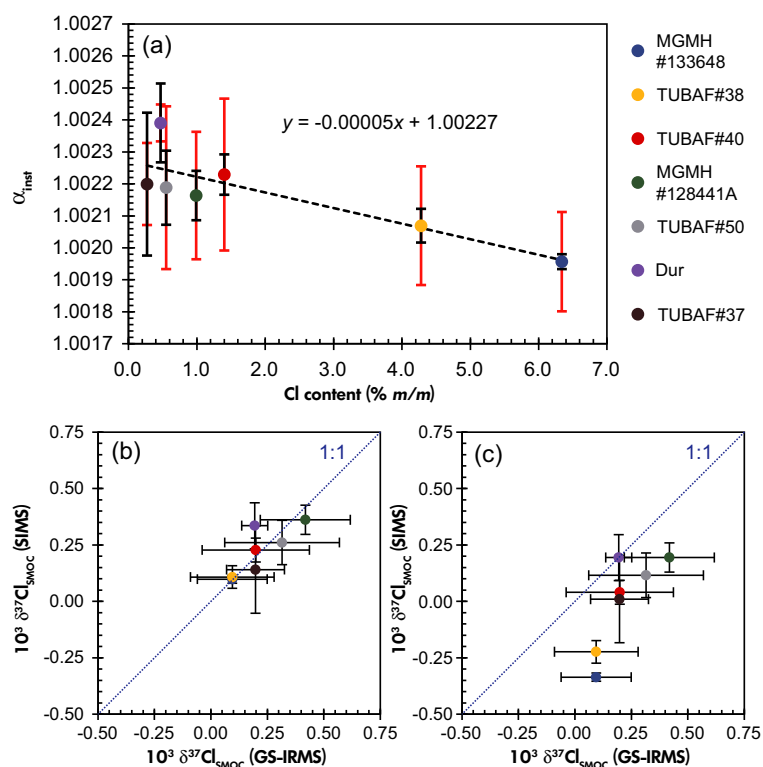 (a)
y = -0.00005x + 1.00227
1.0027
1.0026
1.0025
1.0024
1.0023
1.0022
1.0021
1.0020
1.0019
1.0018
1.0017
α_inst
0.0 1.0 2.0 3.0 4.0 5.0 6.0 7.0
Cl content (% m/m)
MGMH
#133648
TUBAF#38
TUBAF#40
MGMH
#128441A
TUBAF#50
Dur
TUBAF#37
(b)
1:1
0.75
0.50
0.25
0.00
-0.25
-0.50
10³ δ³⁷Cl_SMOC (SIMS)
-0.50 -0.25 0.00 0.25 0.50 0.75
10³ δ³⁷Cl_SMOC (GS-IRMS)
(c)
1:1
0.75
0.50
0.25
0.00
-0.25
-0.50
10³ δ³⁷Cl_SMOC (SIMS)
-0.50 -0.25 0.00 0.25 0.50 0.75
10³ δ³⁷Cl_SMOC (GS-IRMS)